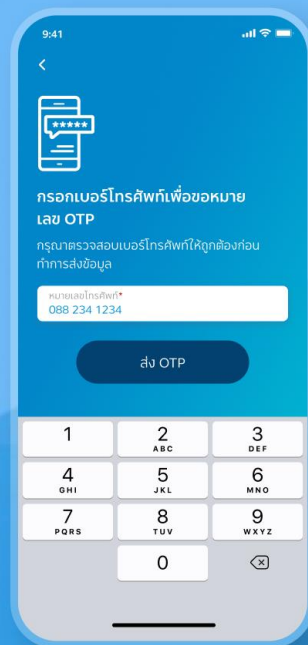 9:41
*****
กรอกเบอร์โทรศัพท์เพื่อขอหมาย
เลข OTP
กรุณาตรวจสอบเบอร์โทรศัพท์ให้ถูกต้องก่อน
ทำการส่งข้อมูล
หมายเลขโทรศัพท์*
088 234 1234
ส่ง OTP
1 2 3
ABC DEF
4 5 6
GHI JKL MNO
7 8 9
PQRS TUV WXYZ
0